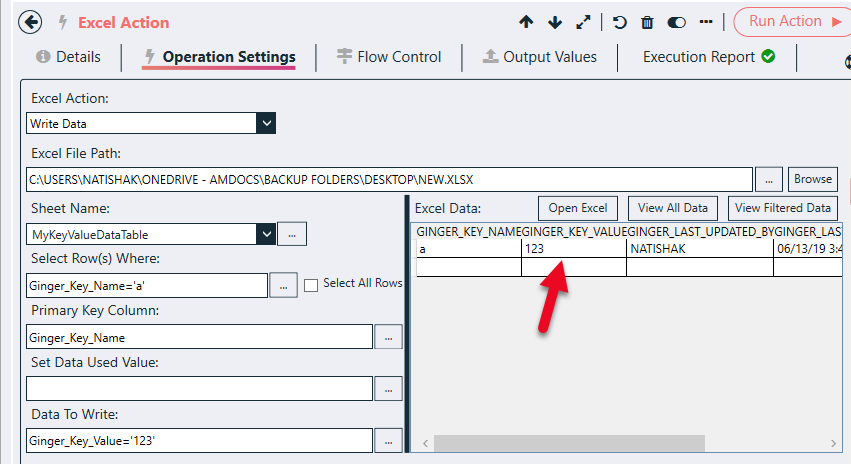 Excel Action
Run Action
Details
Operation Settings
Flow Control
Output Values
Execution Report
Excel Action:
Write Data
Excel File Path:
C:\USERS\NATISHAK\ONEDRIVE - AMDOCS\BACKUP FOLDERS\DESKTOP\NEW.XLSX
...
Browse
Sheet Name:
MyKeyValueDataTable
...
Select Row(s) Where:
Ginger_Key_Name='a'
...
Select All Rows
Primary Key Column:
Ginger_Key_Name
...
Set Data Used Value:
...
Data To Write:
Ginger_Key_Value='123'
...
Excel Data:
Open Excel
View All Data
View Filtered Data
GINGER_KEY_NAME GINGER_KEY_VALUE GINGER_LAST_UPDATED_BY GINGER_LAS
a 123 NATISHAK 06/13/19 3:4